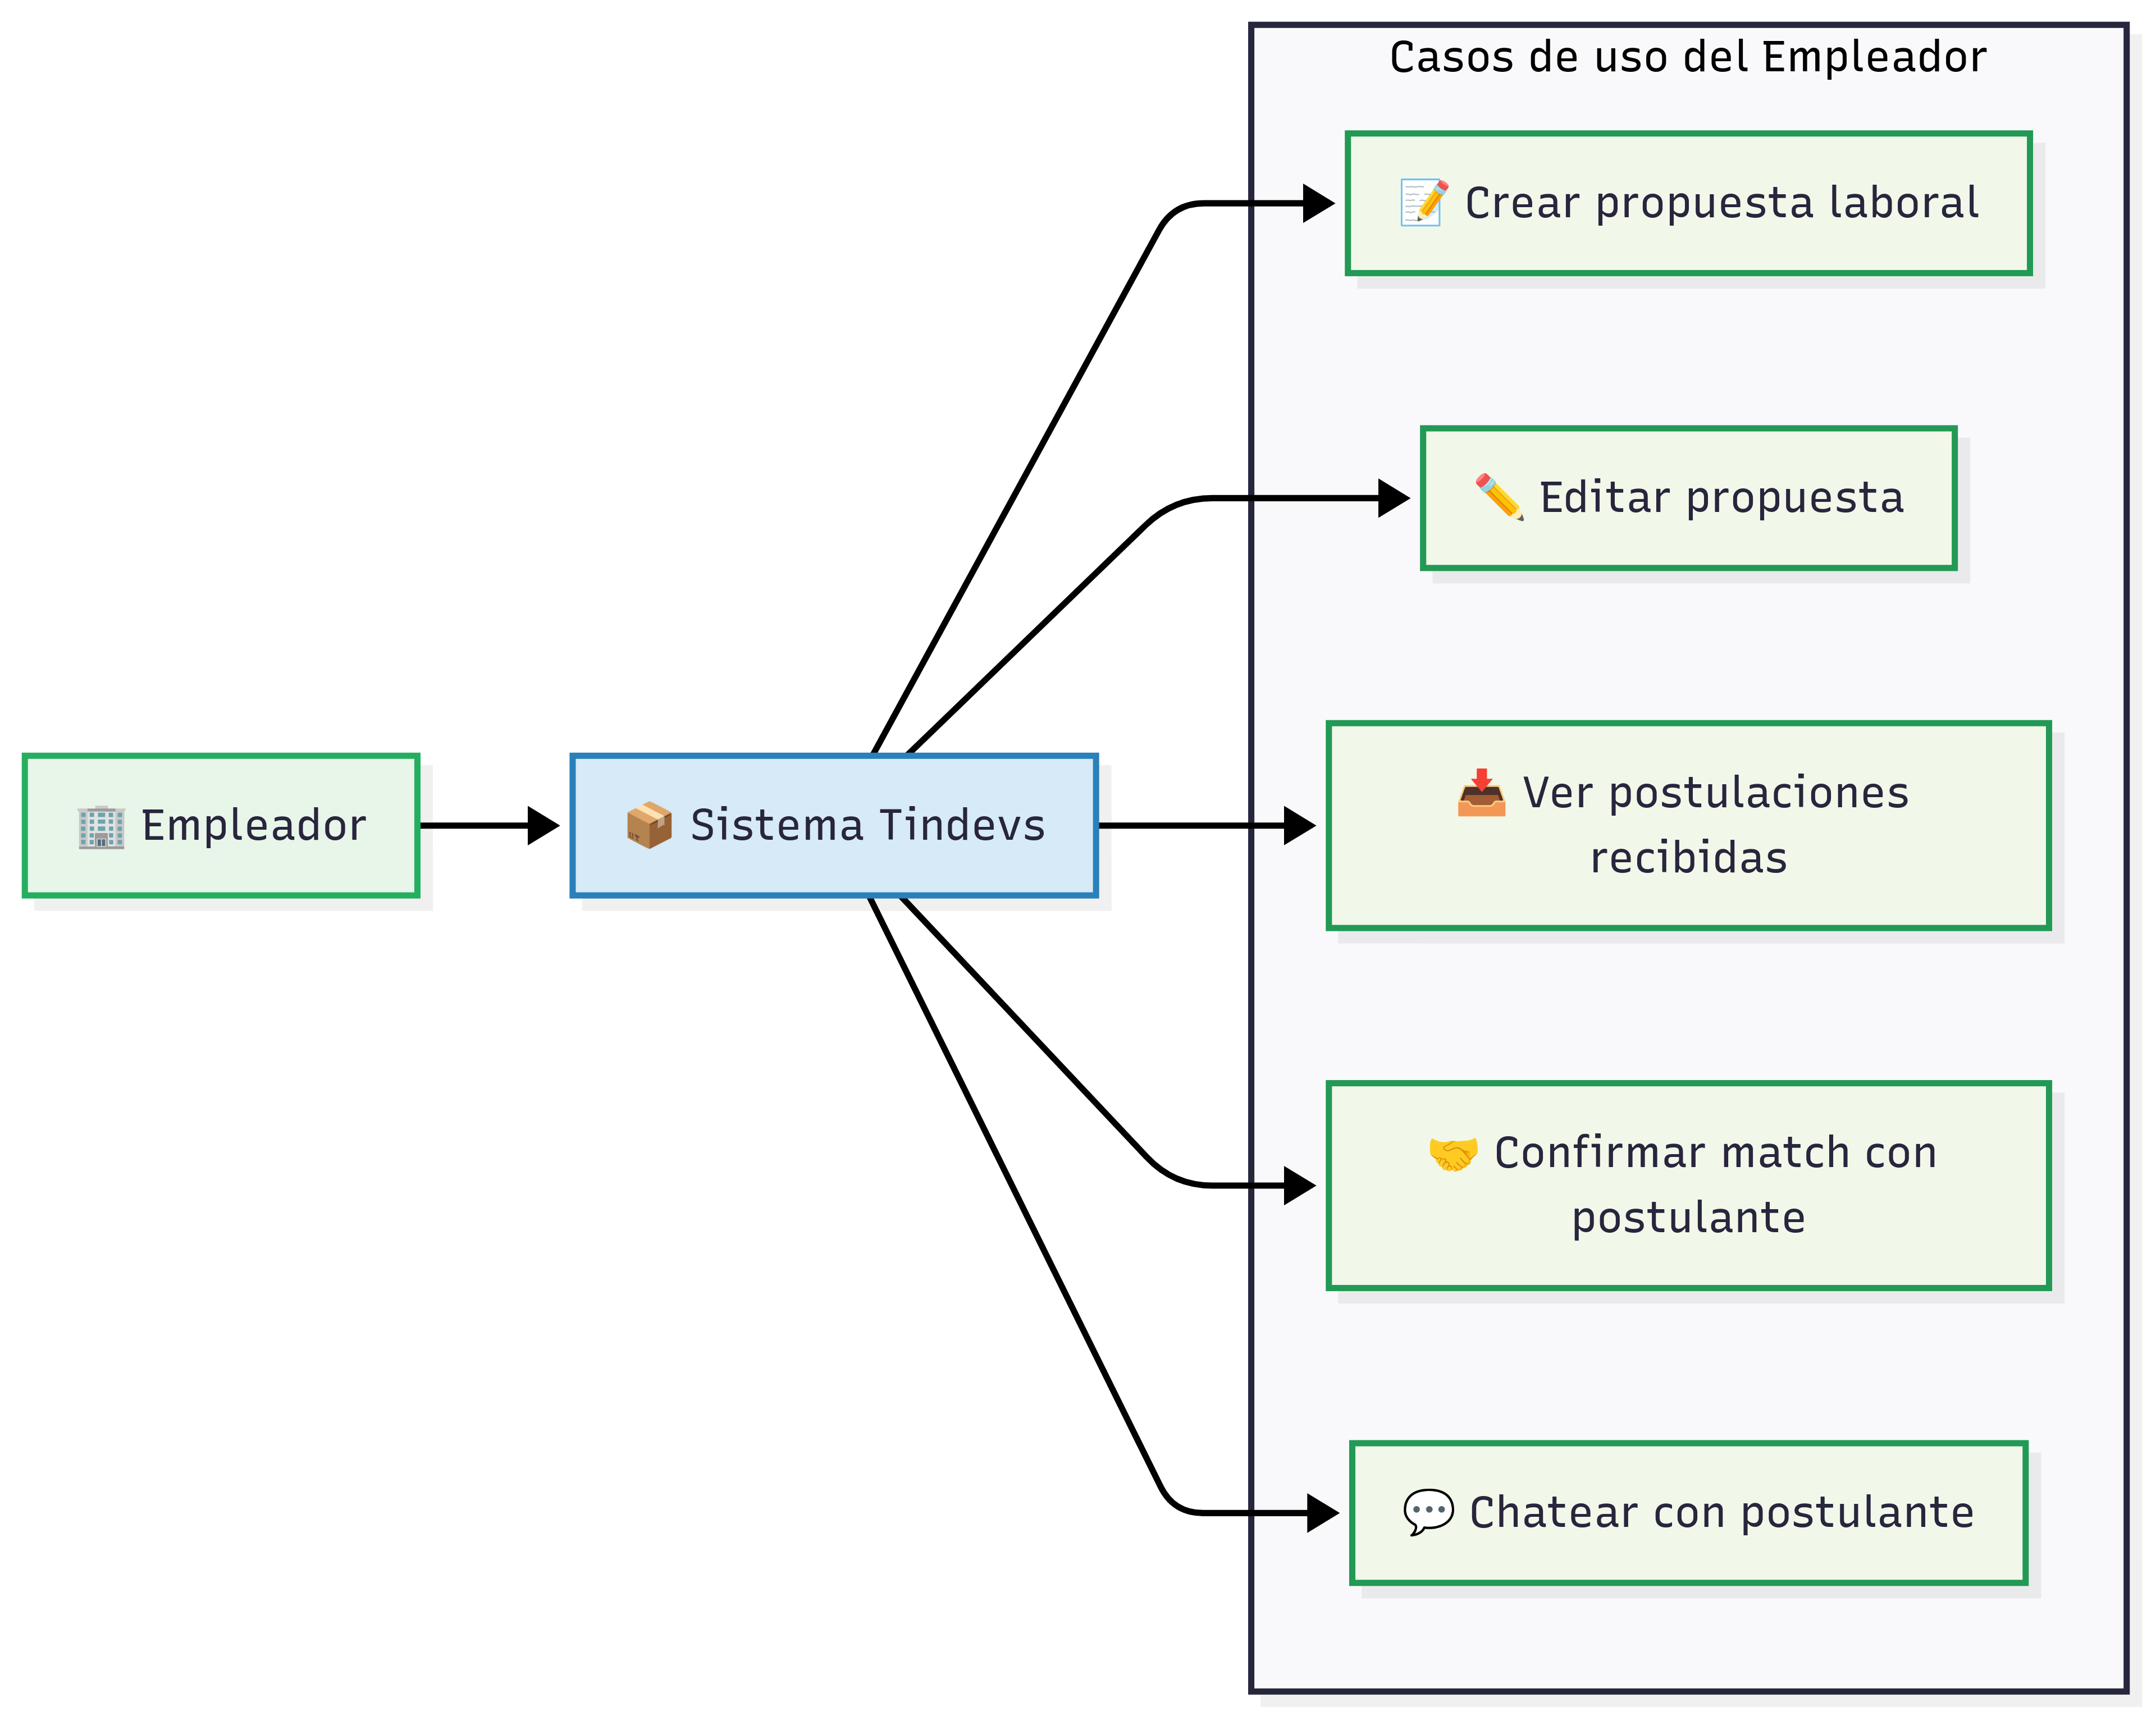 Casos de uso del Empleador
📝 Crear propuesta laboral
✏️ Editar propuesta
🏢 Empleador
📦 Sistema Tindevs
📥 Ver postulaciones
recibidas
🤝 Confirmar match con
postulante
💬 Chatear con postulante